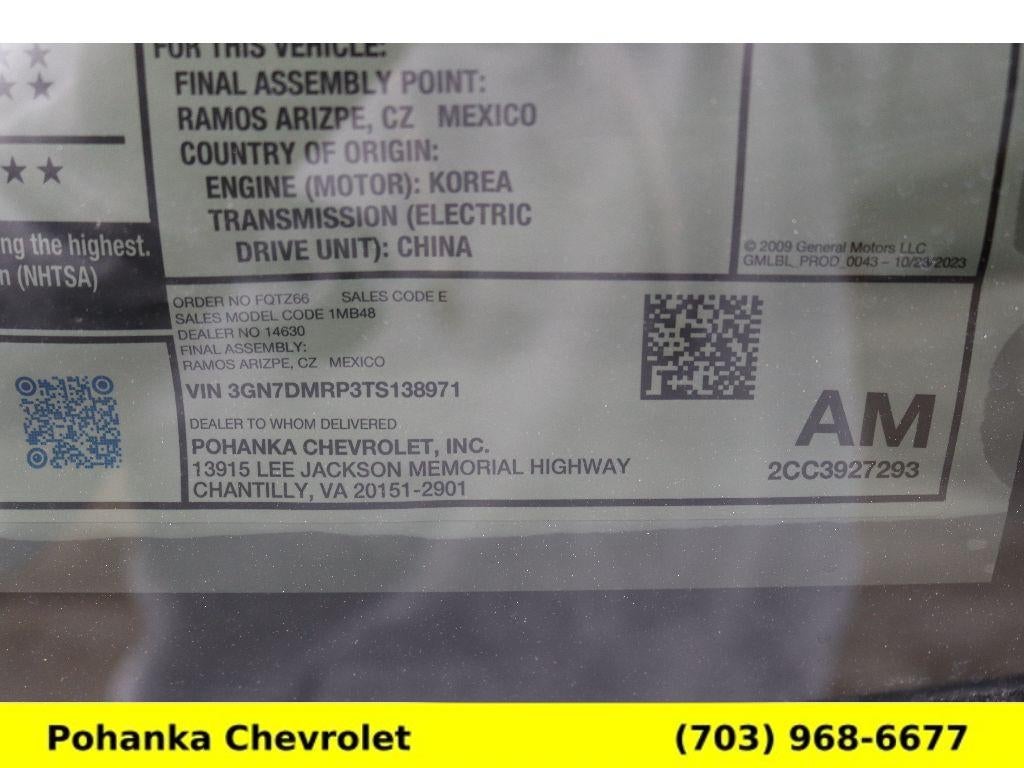 FOR THIS VEHICLE:
FINAL ASSEMBLY POINT:
RAMOS ARIZPE, CZ MEXICO
COUNTRY OF ORIGIN:
ENGINE (MOTOR): KOREA
TRANSMISSION (ELECTRIC
DRIVE UNIT): CHINA
ng the highest.
n (NHTSA)
© 2009 General Motors LLC
GMLBL_PROD_0043 - 10/23/2023
ORDER NO FQTZ66 SALES CODE E
SALES MODEL CODE 1MB48
DEALER NO 14630
FINAL ASSEMBLY:
RAMOS ARIZPE, CZ MEXICO
VIN 3GN7DMRP3TS138971
DEALER TO WHOM DELIVERED
POHANKA CHEVROLET, INC.
13915 LEE JACKSON MEMORIAL HIGHWAY
CHANTILLY, VA 20151-2901
AM
2CC3927293
Pohanka Chevrolet (703) 968-6677